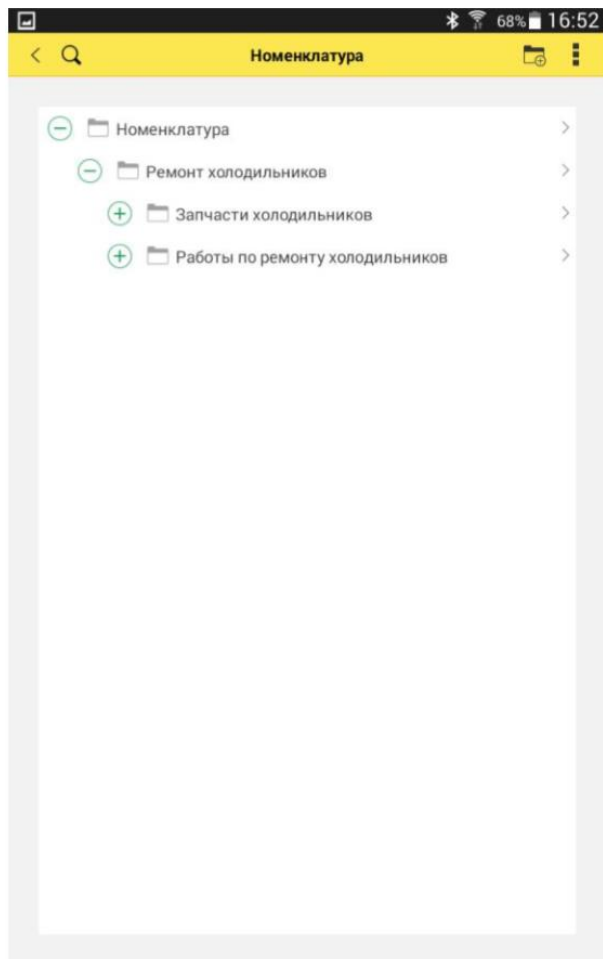 68% 16:52
Номенклатура
Номенклатура
Ремонт холодильников
Запчасти холодильников
Работы по ремонту холодильников